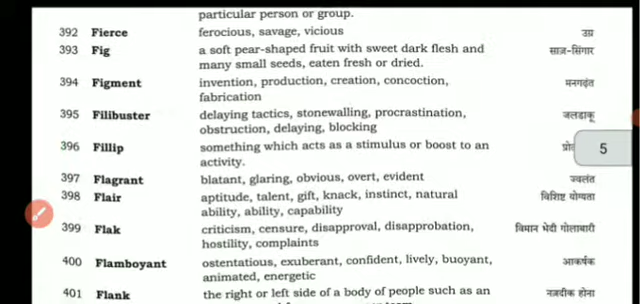 particular person or group.
392 Fierce ferocious, savage, vicious उग्र
393 Fig a soft pear-shaped fruit with sweet dark flesh and साज़-सिंगार
many small seeds, eaten fresh or dried.
394 Figment invention, production, creation, concoction, मनगढ़ंत
fabrication
395 Filibuster delaying tactics, stonewalling, procrastination, जलडाकू
obstruction, delaying, blocking
396 Fillip something which acts as a stimulus or boost to an
activity.
5
397 Flagrant blatant, glaring, obvious, overt, evident ज्वलंत
398 Flair aptitude, talent, gift, knack, instinct, natural विशिष्ट योग्यता
ability, ability, capability
399 Flak criticism, censure, disapproval, disapprobation, विमान भेदी गोलाबारी
hostility, complaints
400 Flamboyant ostentatious, exuberant, confident, lively, buoyant, आकर्षक
animated, energetic
401 Flank the right or left side of a body of people such as an नजदीक होना